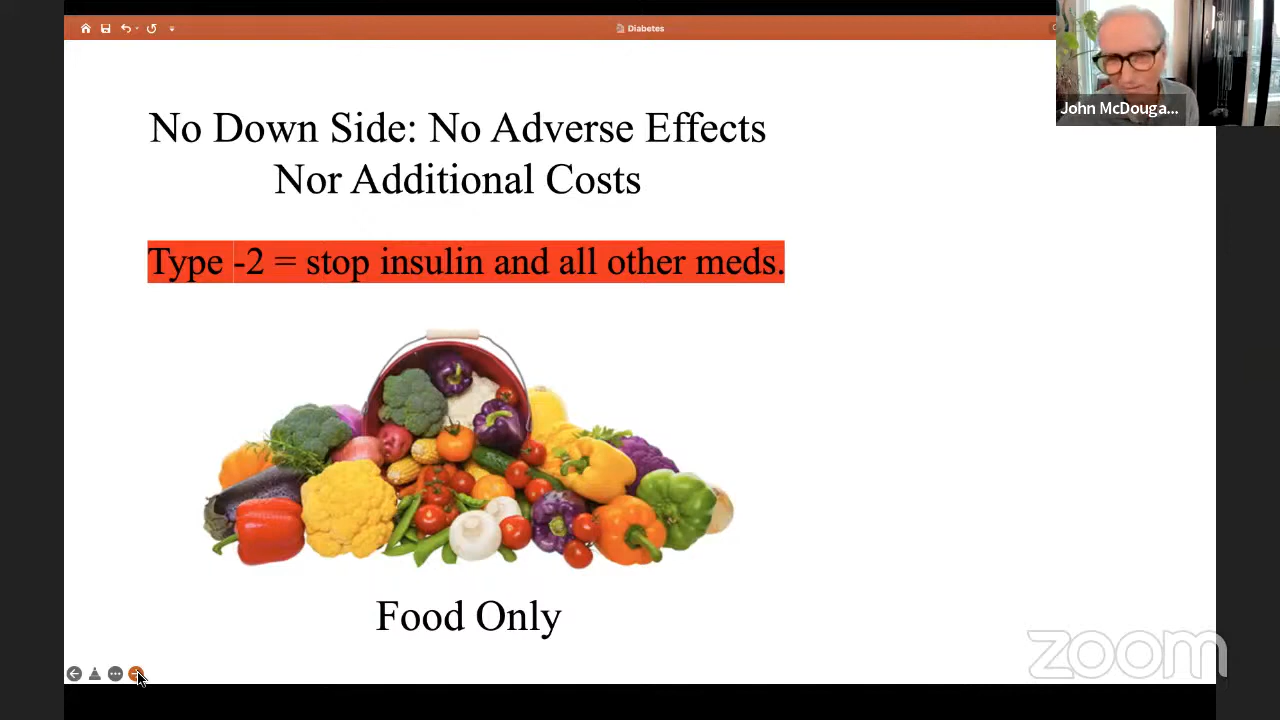 Diabetes
John McDouga...
No Down Side: No Adverse Effects
Nor Additional Costs
Type -2 = stop insulin and all other meds.
Food Only
zoom